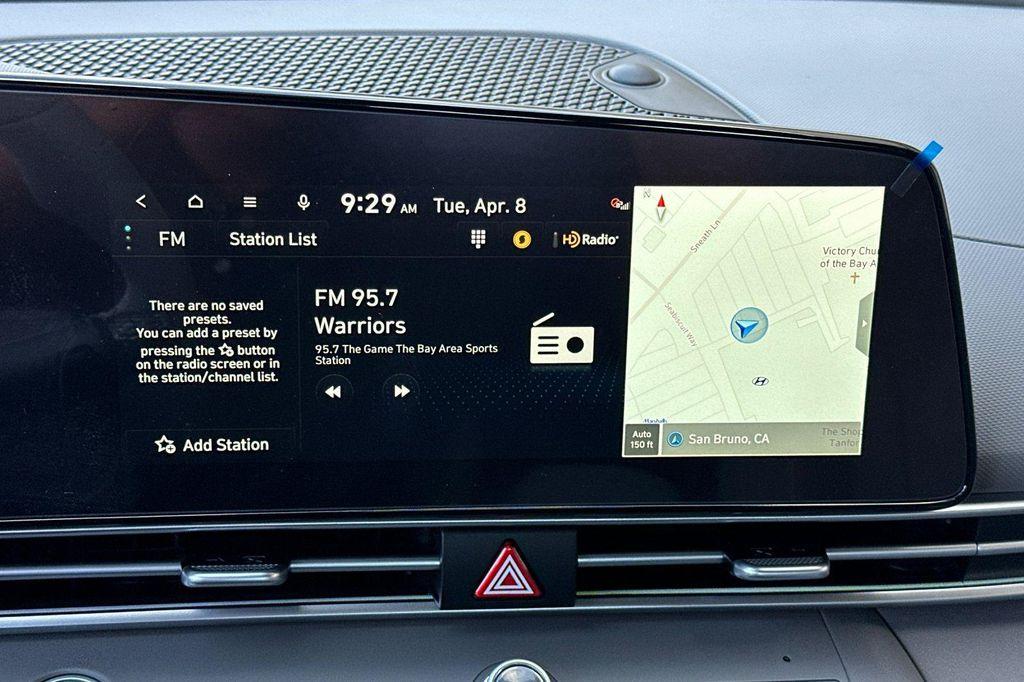 9:29 AM Tue, Apr. 8
FM Station List HD Radio
There are no saved
presets.
You can add a preset by
pressing the button
on the radio screen or in
the station/channel list.
Add Station
FM 95.7
Warriors
95.7 The Game The Bay Area Sports
Station
N
Sneath Ln
Victory Chu
of the Bay A
Seabiscuit Way
Marshalls
Auto
150 ft
San Bruno, CA
The Shop
Tanfor